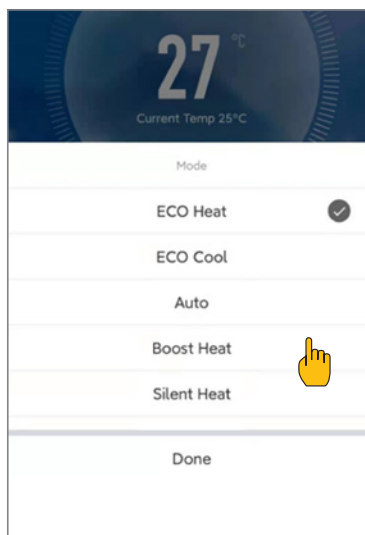 27 °C
Current Temp 25°C
Mode
ECO Heat
ECO Cool
Auto
Boost Heat
Silent Heat
Done